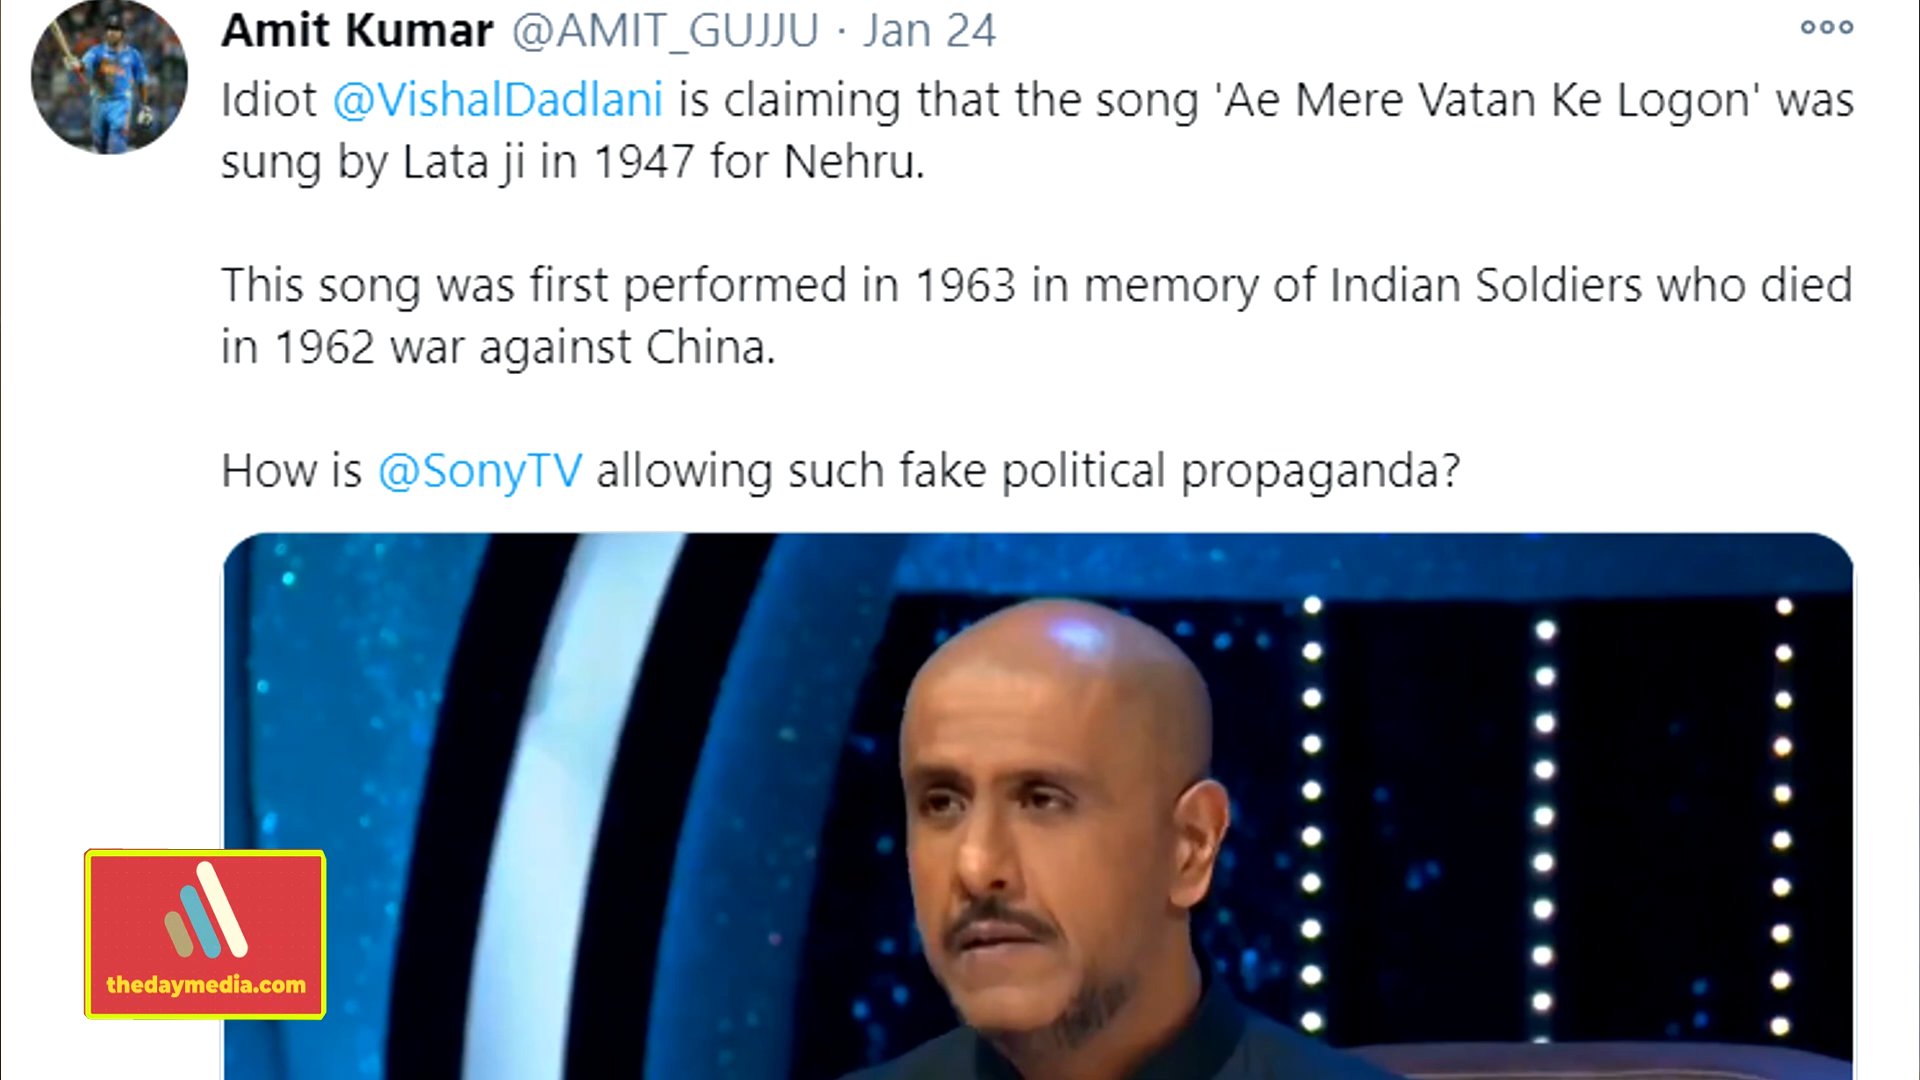 Amit Kumar @AMIT_GUJJU · Jan 24
Idiot @VishalDadlani is claiming that the song 'Ae Mere Vatan Ke Logon' was
sung by Lata ji in 1947 for Nehru.
This song was first performed in 1963 in memory of Indian Soldiers who died
in 1962 war against China.
How is @SonyTV allowing such fake political propaganda?
thedaymedia.com